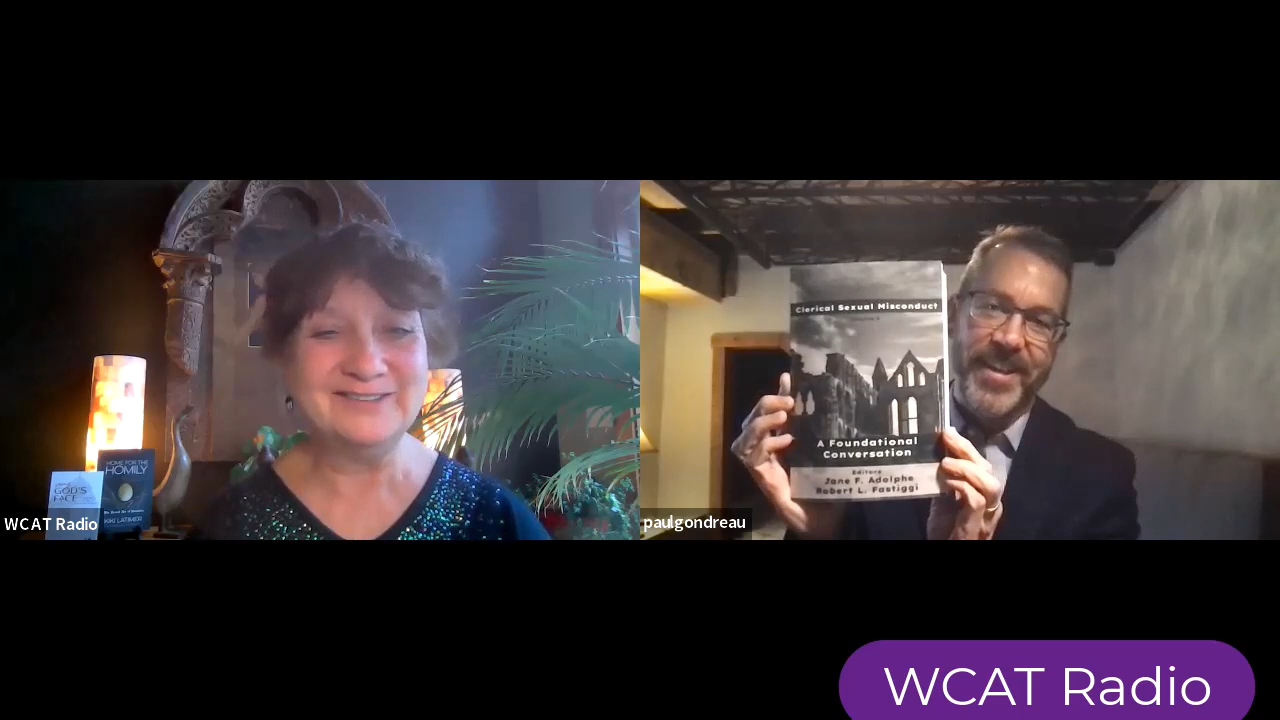 Clerical Sexual Misconduct
A Foundational
Conversation
Editors
Jane F. Adolphe
Robert L. Fastiggi
GOD'S
FACE
HOME FOR THE
HOMILY
KIKI LATIMER
WCAT Radio
paulgondreau
WCAT Radio